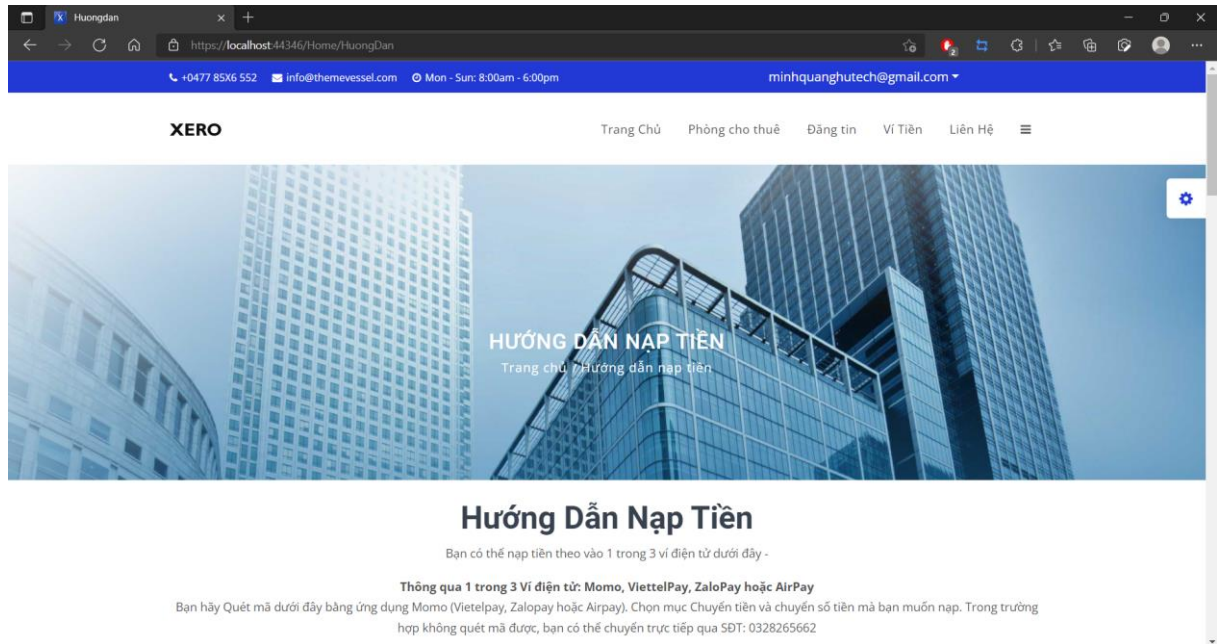 Huongdan
https://localhost:44346/Home/HuongDan
2
+0477 85X6 552 info@themevessel.com Mon - Sun: 8:00am - 6:00pm minhquanghutech@gmail.com
XERO Trang Chủ Phòng cho thuê Đăng tin Ví Tiền Liên Hệ
HƯỚNG DẪN NẠP TIỀN
Trang chủ / Hướng dẫn nạp tiền
Hướng Dẫn Nạp Tiền
Bạn có thể nạp tiền theo vào 1 trong 3 ví điện tử dưới đây -
Thông qua 1 trong 3 Ví điện tử: Momo, ViettelPay, ZaloPay hoặc AirPay
Bạn hãy Quét mã dưới đây bằng ứng dụng Momo (Vietelpay, Zalopay hoặc Airpay). Chọn mục Chuyển tiền và chuyển số tiền mà bạn muốn nạp. Trong trường
hợp không quét mã được, bạn có thể chuyển trực tiếp qua SĐT: 0328265662